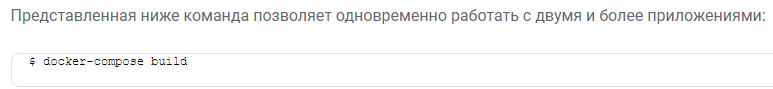 Представленная ниже команда позволяет одновременно работать с двумя и более приложениями:
$ docker-compose build